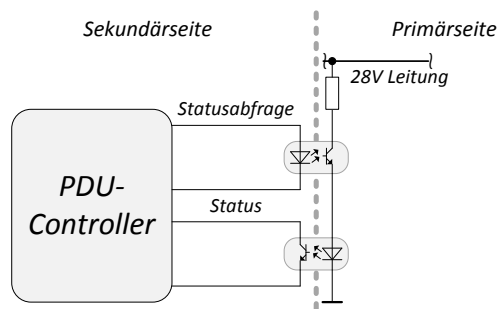 Sekundärseite
Primärseite
28V Leitung
Statusabfrage
PDU-
Controller
Status